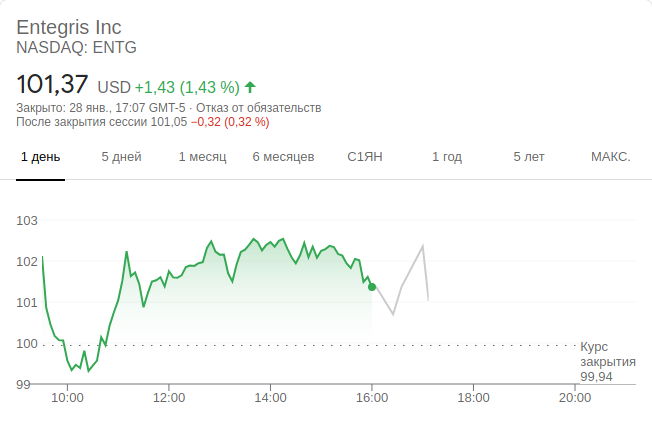 Entegris Inc
NASDAQ: ENTG
101,37 USD +1,43 (1,43 %)
Закрыто: 28 янв., 17:07 GMT-5 · Отказ от обязательств
После закрытия сессии 101,05 −0,32 (0,32 %)
1 день 5 дней 1 месяц 6 месяцев С1ЯН 1 год 5 лет МАКС.
103
102
101
100
Курс
закрытия
99,94
99
10:00 12:00 14:00 16:00 18:00 20:00